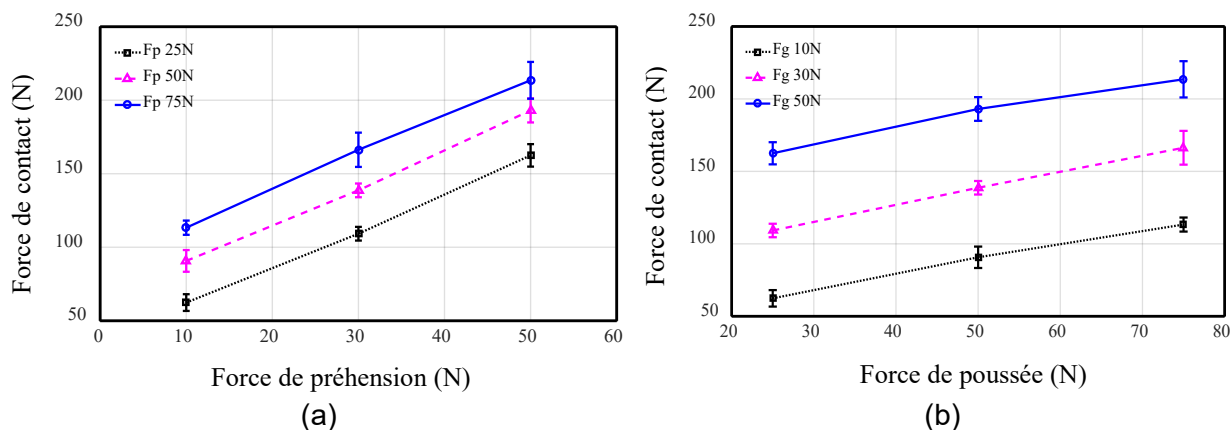 250
200
150
100
50
Force de contact (N)
Fp 25N
Fp 50N
Fp 75N
0 10 20 30 40 50 60
Force de préhension (N)
(a)
250
200
150
100
50
Force de contact (N)
Fg 10N
Fg 30N
Fg 50N
20 30 40 50 60 70 80
Force de poussée (N)
(b)